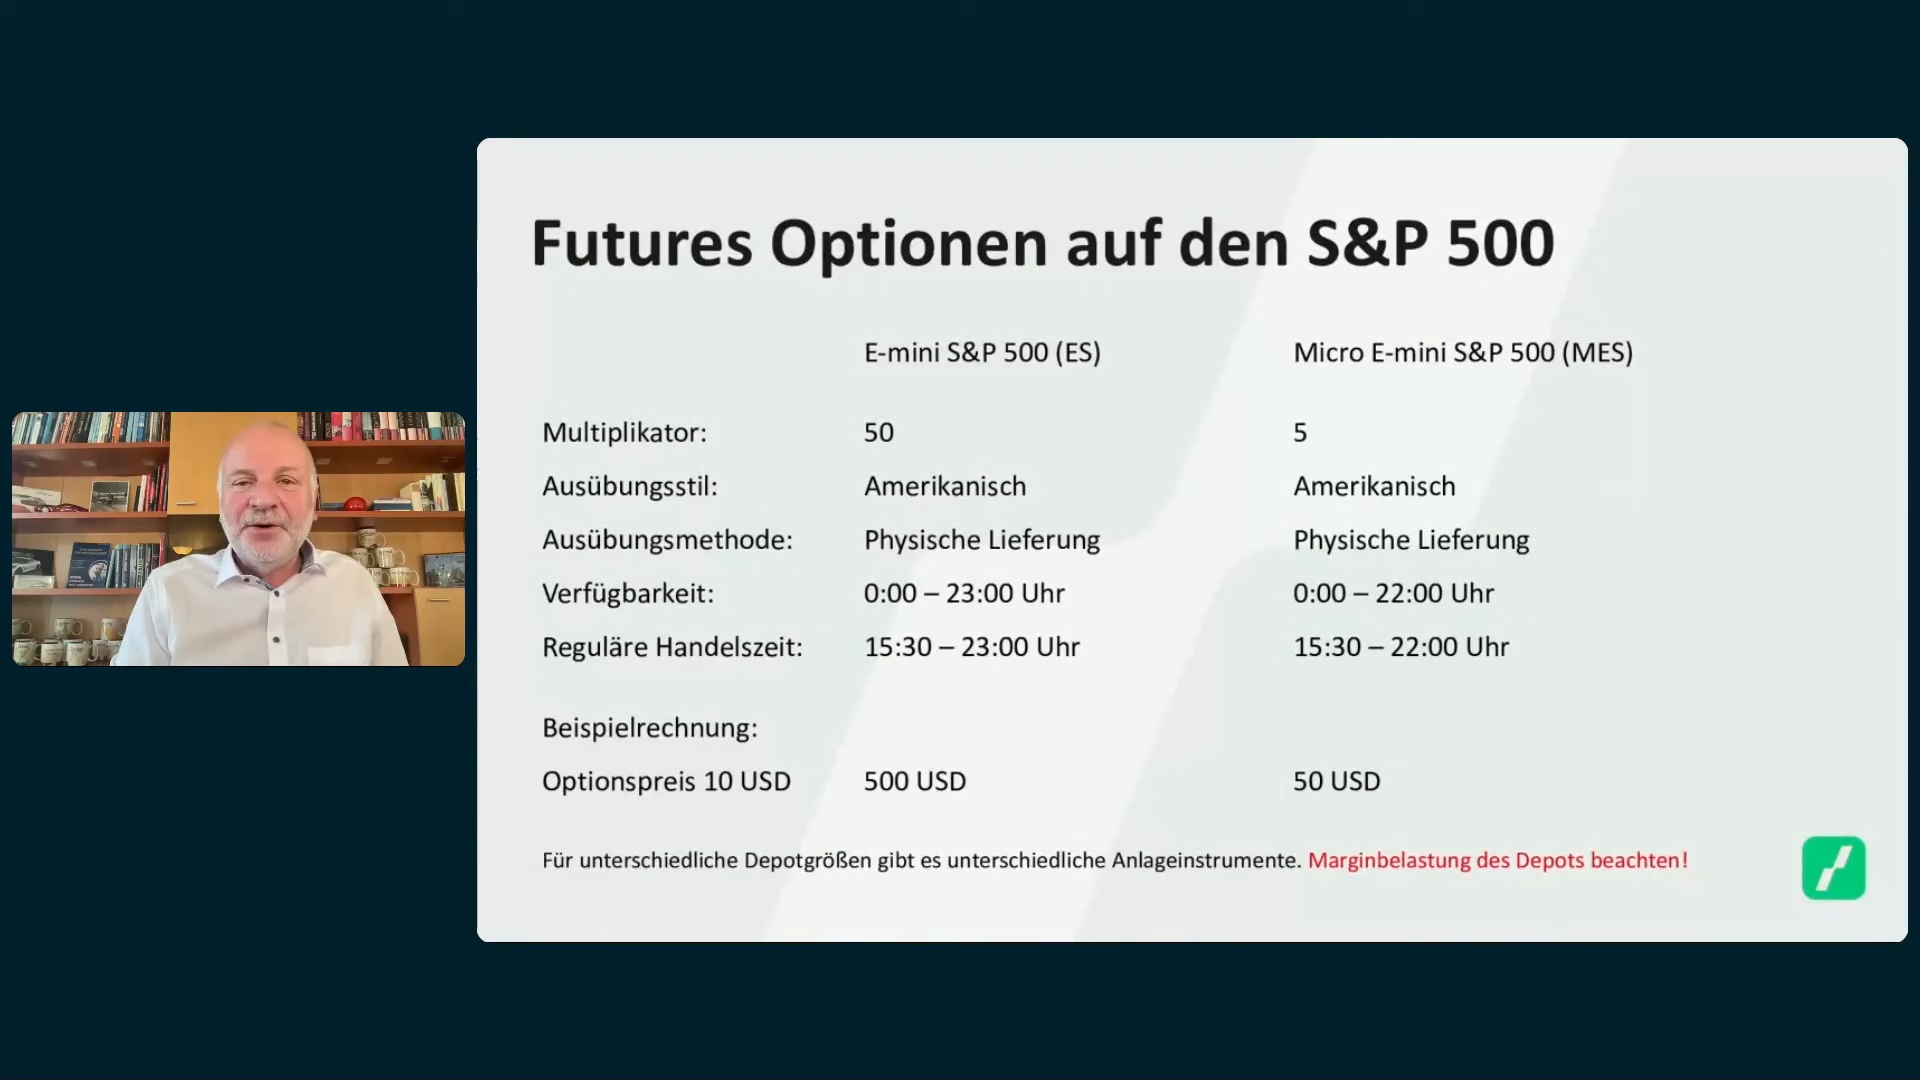 Futures Optionen auf den S&P 500
E-mini S&P 500 (ES) Micro E-mini S&P 500 (MES)
Multiplikator: 50 5
Ausübungsstil: Amerikanisch Amerikanisch
Ausübungsmethode: Physische Lieferung Physische Lieferung
Verfügbarkeit: 0:00 – 23:00 Uhr 0:00 – 22:00 Uhr
Reguläre Handelszeit: 15:30 – 23:00 Uhr 15:30 – 22:00 Uhr
Beispielrechnung:
Optionspreis 10 USD 500 USD 50 USD
Für unterschiedliche Depotgrößen gibt es unterschiedliche Anlageinstrumente. Marginbelastung des Depots beachten!